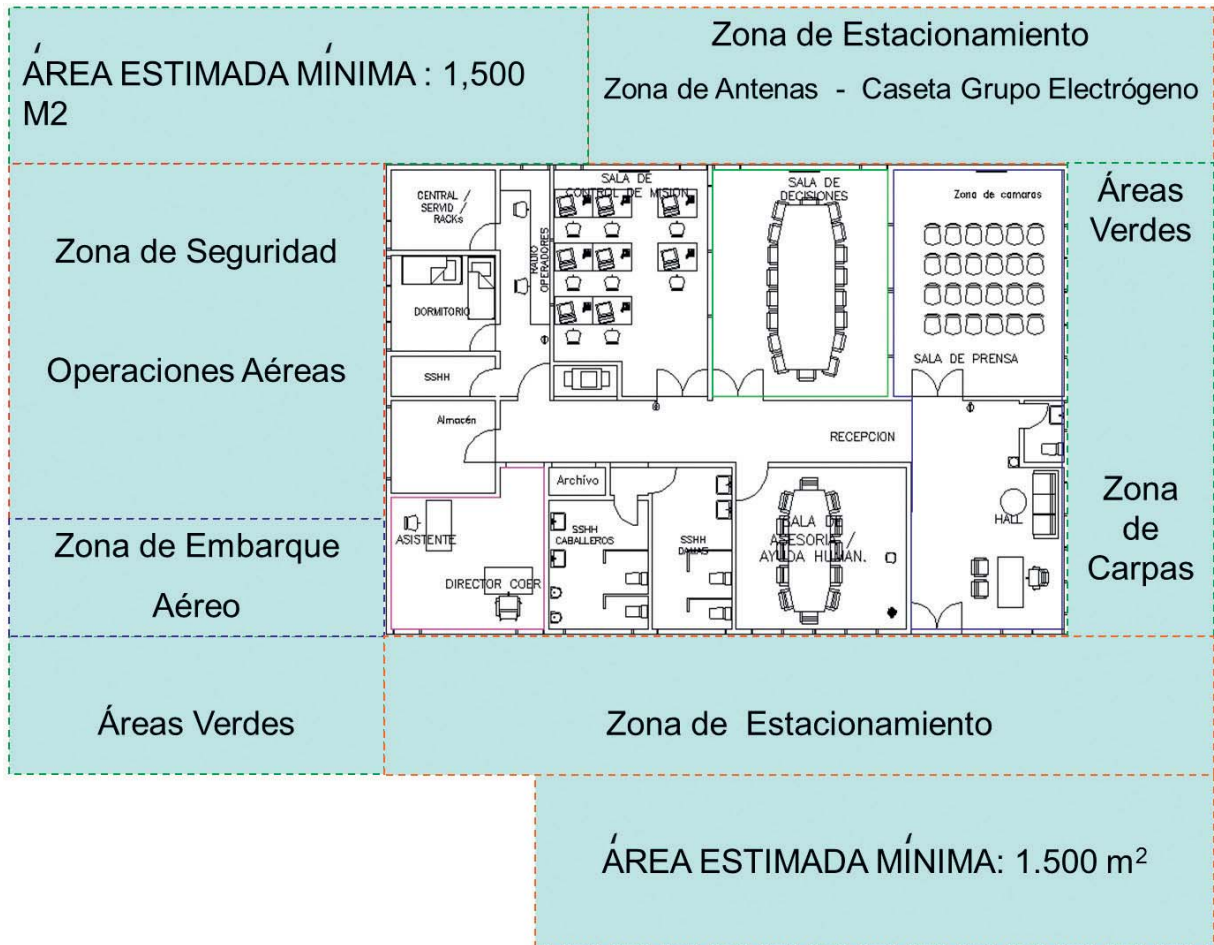 ÁREA ESTIMADA MÍNIMA : 1,500
M2
Zona de Estacionamiento
Zona de Antenas - Caseta Grupo Electrógeno
Zona de Seguridad
Operaciones Aéreas
Zona de Embarque
Aéreo
Áreas Verdes
CENTRAL /
SERVID /
RACKs
DORMITORIO
SSHH
Almacén
RADIO
OPERADORES
SALA DE
CONTROL DE MISION
SALA DE
DECISIONES
Zona de camaras
SALA DE PRENSA
RECEPCION
Archivo
ASISTENTE
DIRECTOR COER
SSHH
CABALLEROS
SSHH
DAMAS
SALA DE
ASESORIA /
AYUDA HUMAN.
HALL
Áreas
Verdes
Zona
de
Carpas
Zona de Estacionamiento
ÁREA ESTIMADA MÍNIMA: 1.500 m²